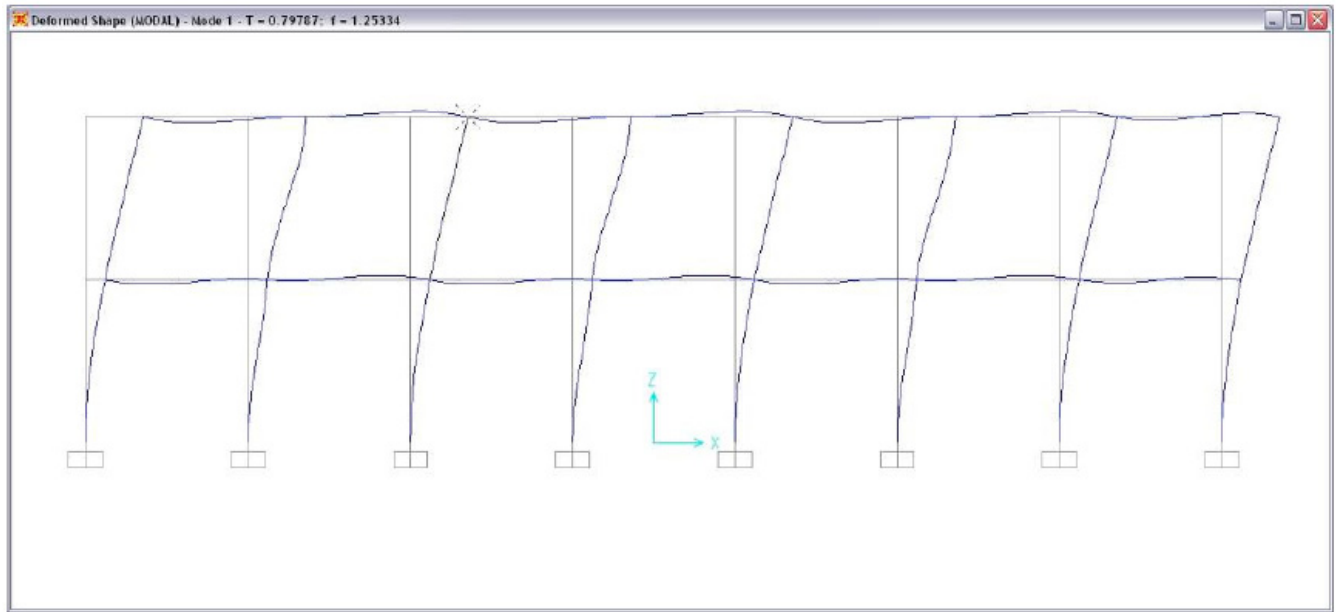 Deformed Shape (MODAL) - Mode 1 - T = 0.79787; f = 1.25334
Z
X